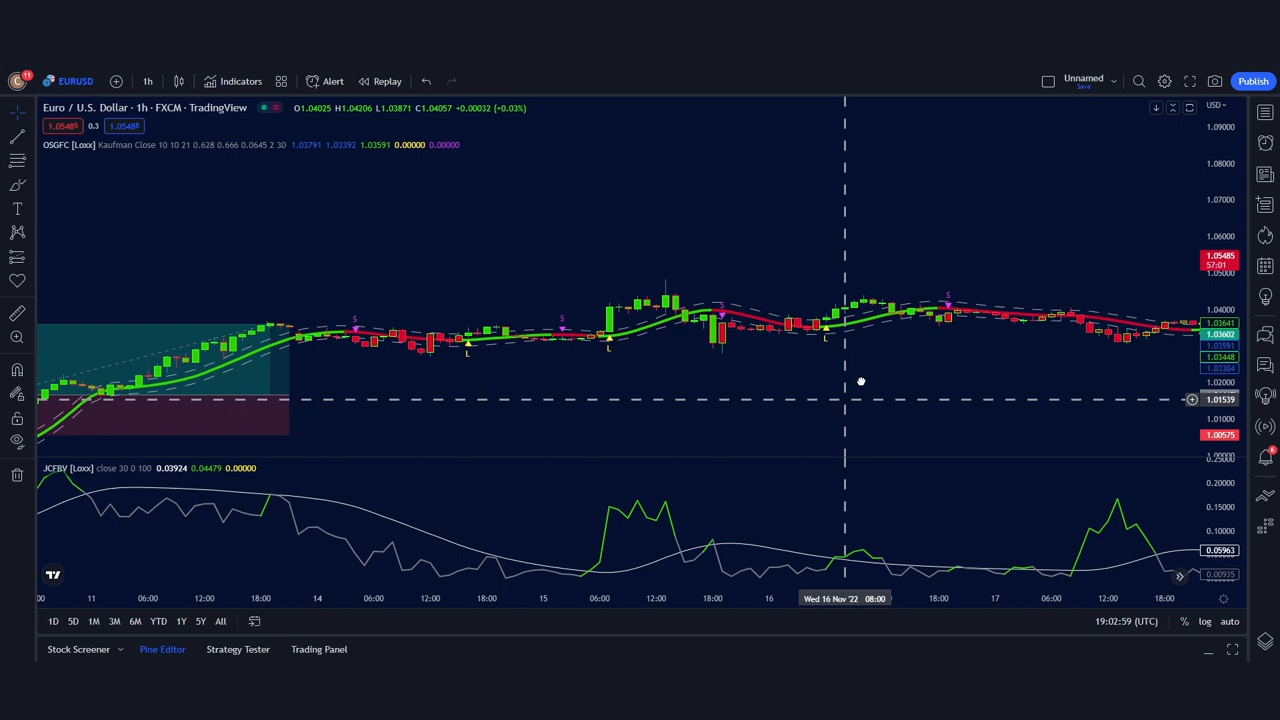 C 11 EURUSD 1h Indicators Alert Replay Unnamed Save Publish
Euro / U.S. Dollar · 1h · FXCM · TradingView O1.04025 H1.04206 L1.03871 C1.04057 +0.00032 (+0.03%) USD
1.05485 0.3 1.05488
OSGFC [Loxx] Kaufman Close 10 10 21 0.628 0.666 0.0645 2 30 1.03791 1.03392 1.03591 0.00000 0.00000
1.09000
1.08000
1.07000
1.06000
1.05485
57:01
1.05000
1.04000
1.03641
1.03602
1.03591
1.03448
1.03304
1.02000
1.01539
1.01000
1.00575
S
S
S
S
L
L
L
JCFBV [Loxx] close 30 0 100 0.03924 0.04479 0.00000
0.20000
0.15000
0.10000
0.05963
0.00935
:00 11 06:00 12:00 18:00 14 06:00 12:00 18:00 15 06:00 12:00 18:00 16 Wed 16 Nov '22 08:00 18:00 17 06:00 12:00 18:00
1D 5D 1M 3M 6M YTD 1Y 5Y All 19:02:59 (UTC) % log auto
Stock Screener Pine Editor Strategy Tester Trading Panel